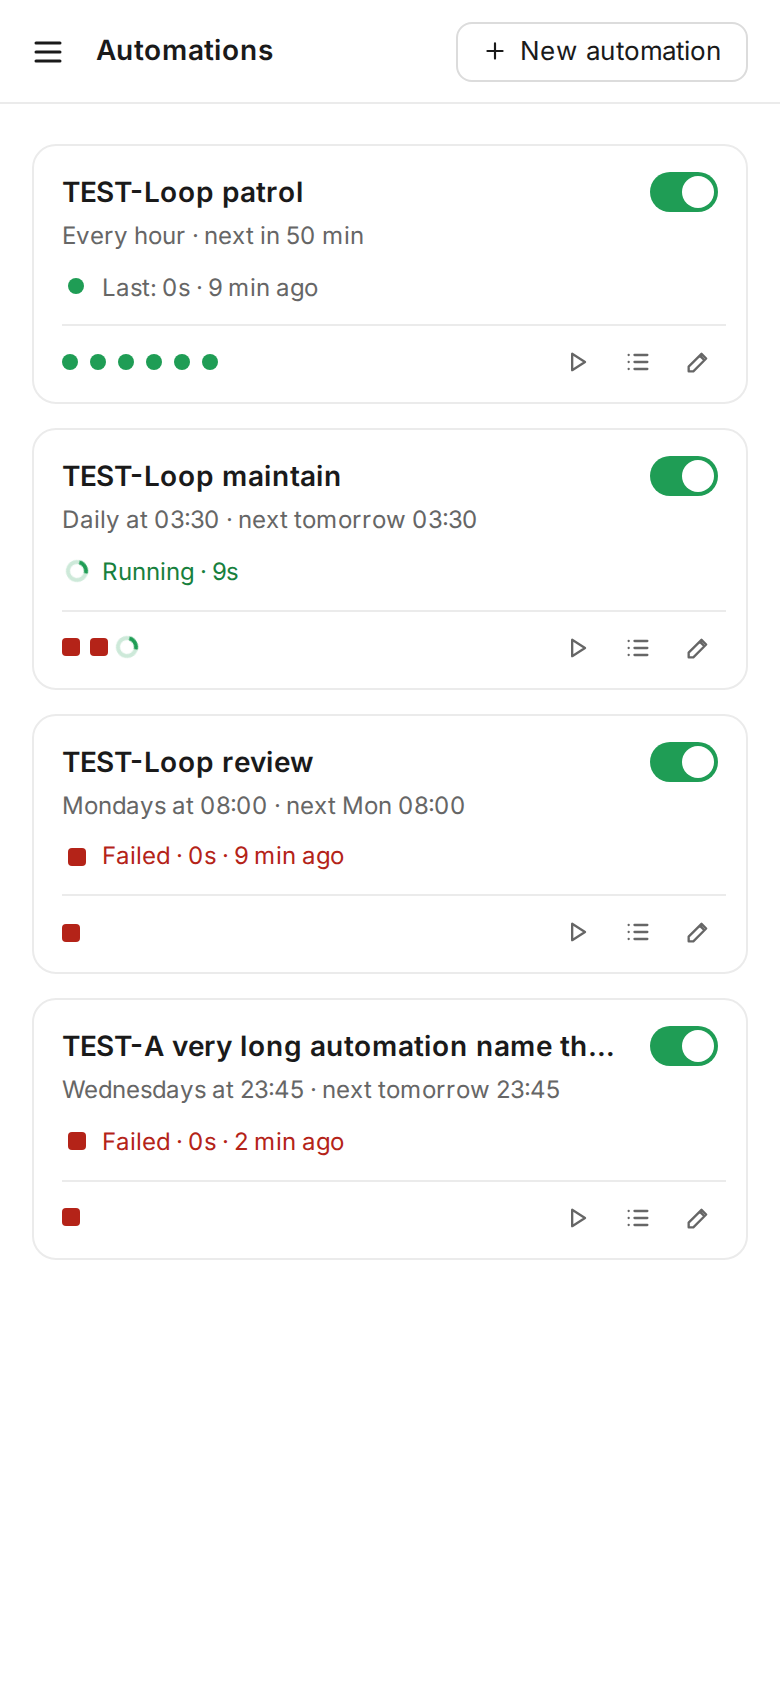 Automations
+ New automation
TEST-Loop patrol
Every hour · next in 50 min
Last: 0s · 9 min ago
TEST-Loop maintain
Daily at 03:30 · next tomorrow 03:30
Running · 9s
TEST-Loop review
Mondays at 08:00 · next Mon 08:00
Failed · 0s · 9 min ago
TEST-A very long automation name th...
Wednesdays at 23:45 · next tomorrow 23:45
Failed · 0s · 2 min ago